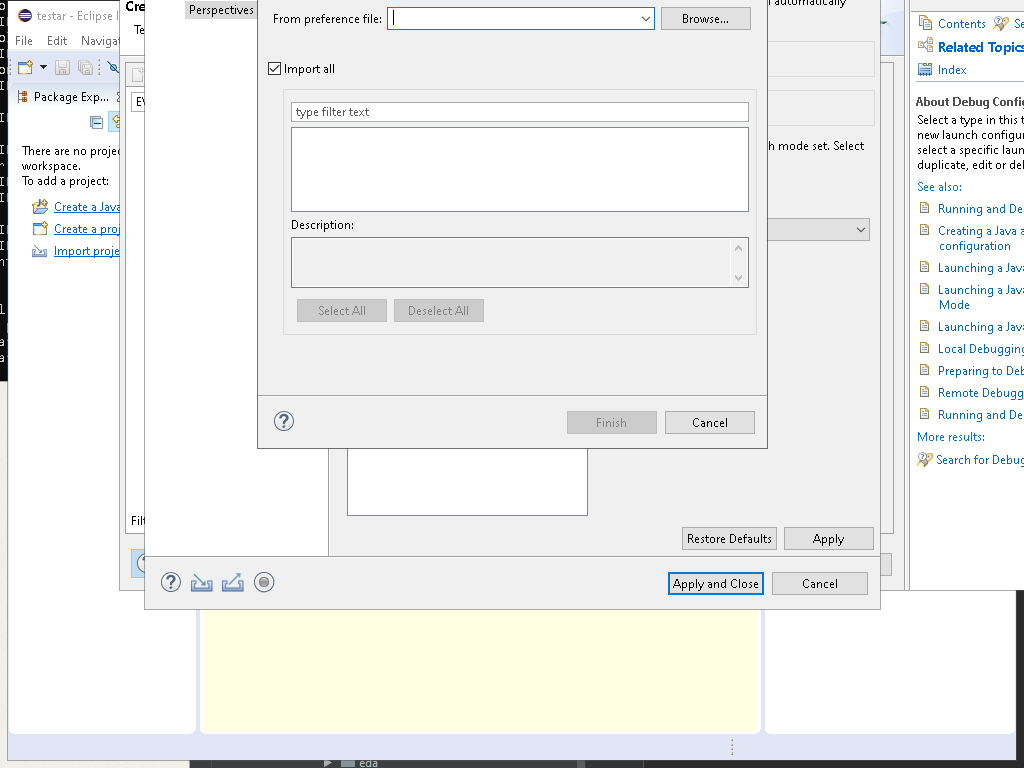 testar - Eclipse I
File Edit Navigat
Package Exp...
There are no proje
workspace.
To add a project:
Create a Java
Create a proj
Import proje
Cre
Te
Filt
Perspectives
From preference file:
Browse...
Import all
type filter text
Description:
Select All
Deselect All
Finish
Cancel
automatically
h mode set. Select
Restore Defaults
Apply
Apply and Close
Cancel
Contents Se
Related Topics
Index
About Debug Config
Select a type in this t
new launch configur
select a specific laun
duplicate, edit or del
See also:
Running and De
Creating a Java a
configuration
Launching a Java
Launching a Java
Mode
Launching a Java
Local Debugging
Preparing to Deb
Remote Debugg
Running and De
More results:
Search for Debug
eda